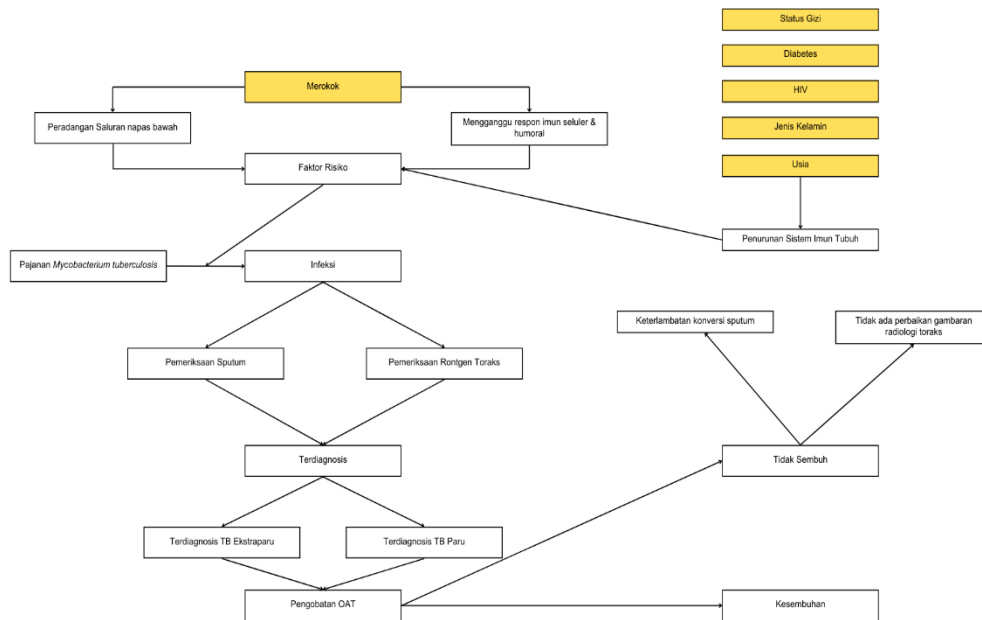 Status Gizi
Diabetes
Merokok
HIV
Peradangan Saluran napas bawah
Mengganggu respon imun seluler &
humoral
Jenis Kelamin
Faktor Risiko
Usia
Penurunan Sistem Imun Tubuh
Pajanan Mycobacterium tuberculosis
Infeksi
Keterlambatan konversi sputum
Tidak ada perbaikan gambaran
radiologi toraks
Pemeriksaan Sputum
Pemeriksaan Rontgen Toraks
Terdiagnosis
Tidak Sembuh
Terdiagnosis TB Ekstraparu
Terdiagnosis TB Paru
Pengobatan OAT
Kesembuhan